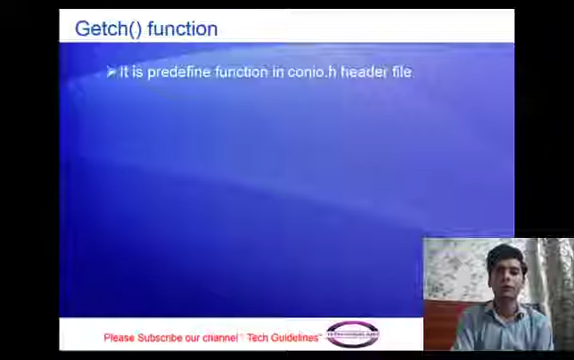 Getch() function
➢ It is predefine function in conio.h header file
Please Subscribe our channel " Tech Guidelines"